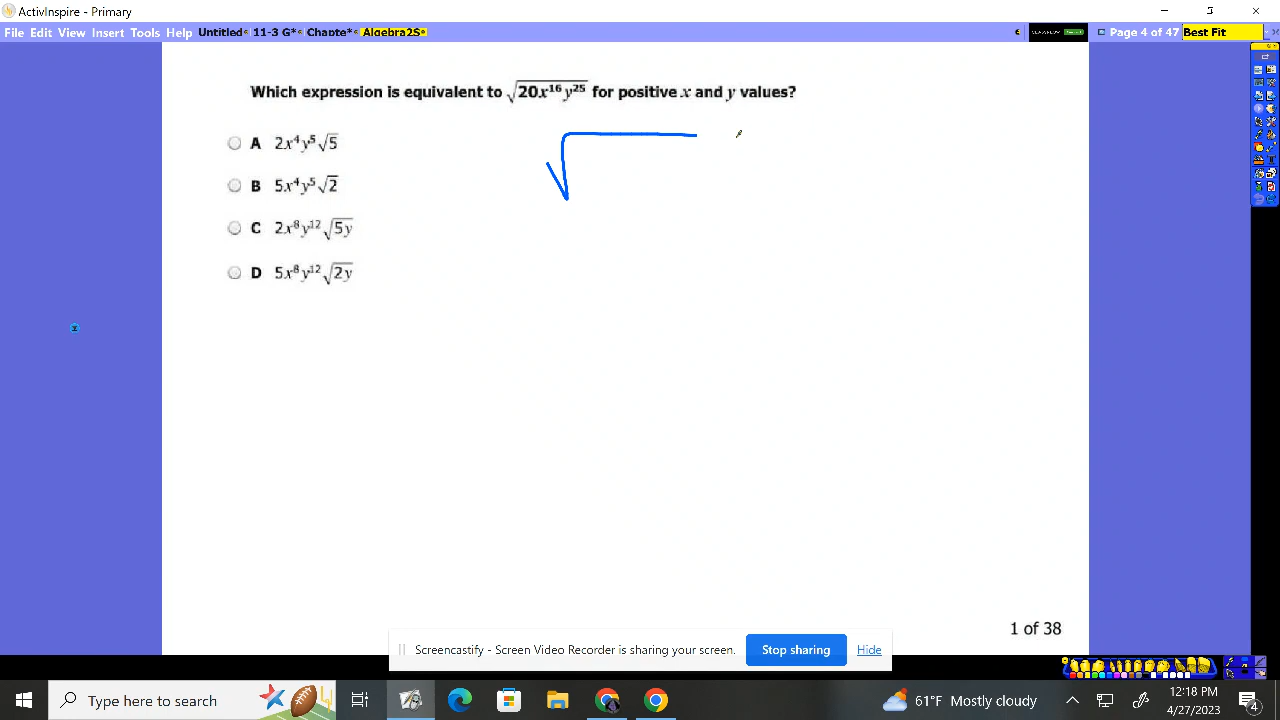 ActivInspire - Primary
File Edit View Insert Tools Help Untitled* 11-3 G* Chapte* Algebra2S* Page 4 of 47 Best Fit
Which expression is equivalent to √20x¹⁶y²⁵ for positive x and y values?
A 2x⁴y⁵√5
B 5x⁴y⁵√2
C 2x⁸y¹²√5y
D 5x⁸y¹²√2y
1 of 38
Screencastify - Screen Video Recorder is sharing your screen. Stop sharing Hide
Type here to search
61°F Mostly cloudy
12:18 PM
4/27/2023
4